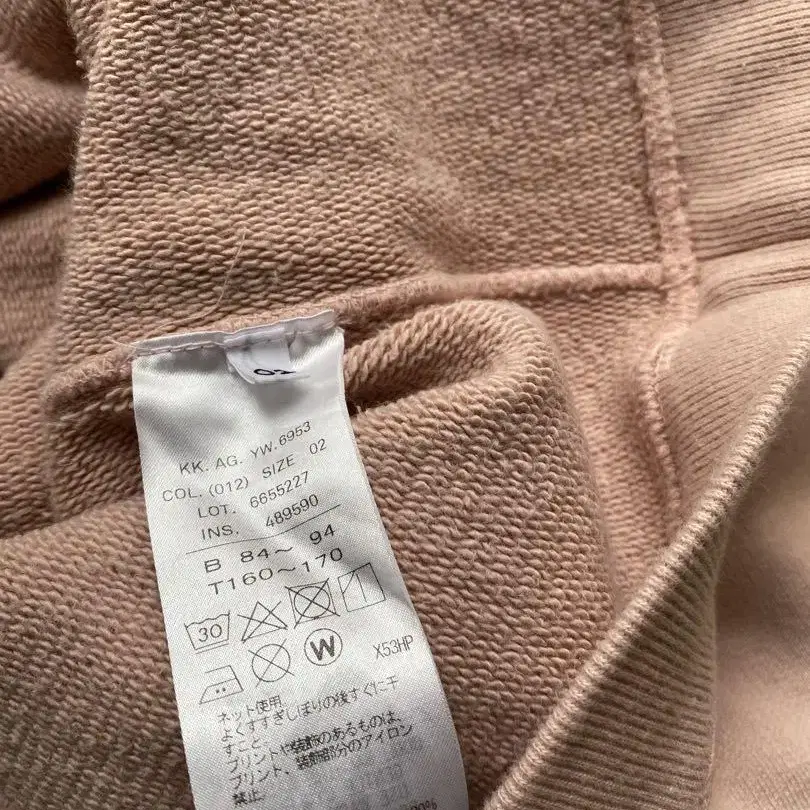 02
KK. AG. YW.6953
COL. (012) SIZE 02
LOT. 6655227
INS. 489590
B 84～ 94
T160～170
30
W
X53HP
ネット使用
よくすすぎしぼりの後すぐに干
すこと
プリントや装飾のあるものは、
プリント、装飾部分のアイロン
禁止